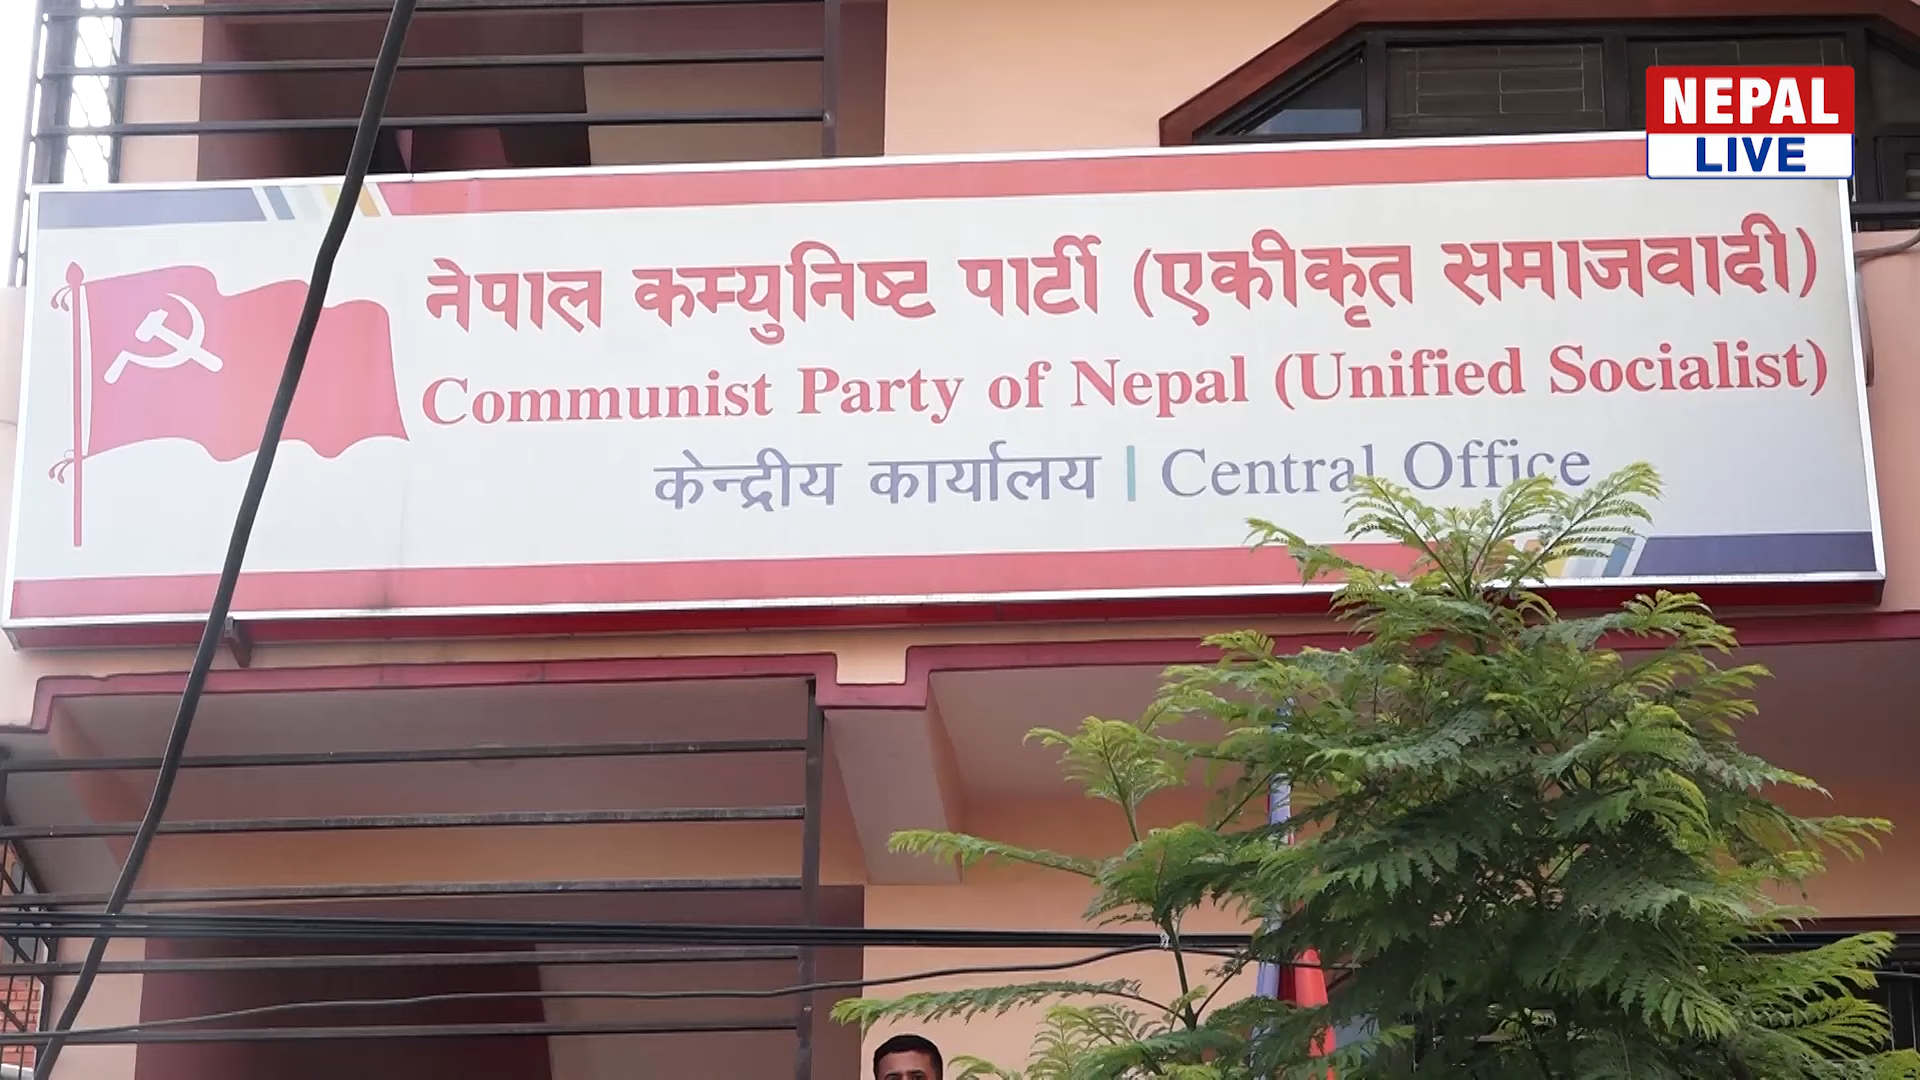 NEPAL
LIVE
नेपाल कम्युनिष्ट पार्टी (एकीकृत समाजवादी)
Communist Party of Nepal (Unified Socialist)
केन्द्रीय कार्यालय | Central Office